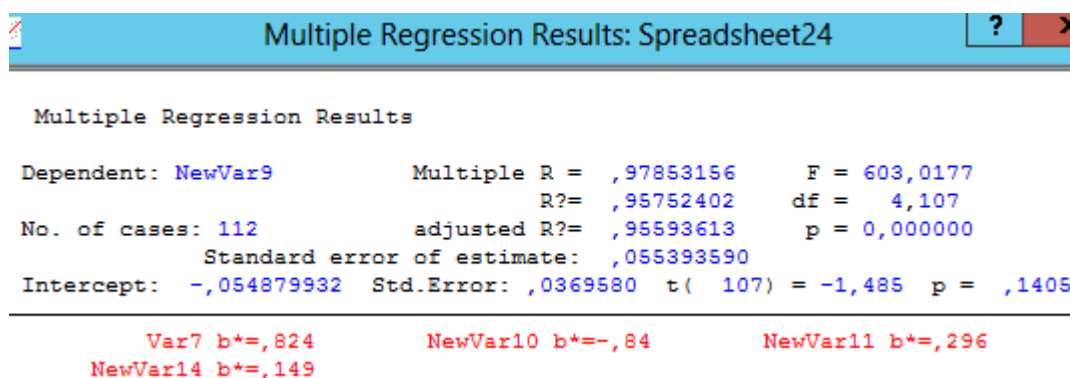 Multiple Regression Results: Spreadsheet24 ?
Multiple Regression Results
Dependent: NewVar9 Multiple R = ,97853156 F = 603,0177
R?= ,95752402 df = 4,107
No. of cases: 112 adjusted R?= ,95593613 p = 0,000000
Standard error of estimate: ,055393590
Intercept: -,054879932 Std.Error: ,0369580 t( 107) = -1,485 p = ,1405
Var7 b*=,824 NewVar10 b*=-,84 NewVar11 b*=,296
NewVar14 b*=,149